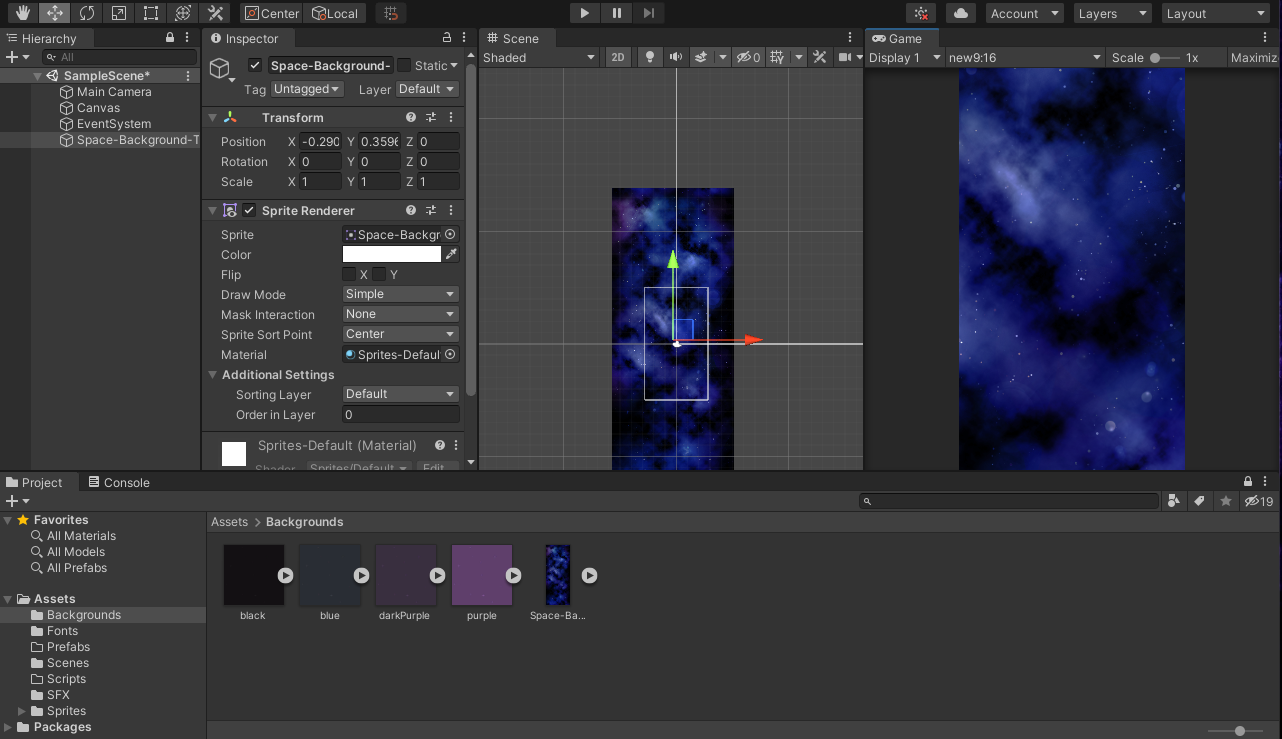 Center Local Account Layers Layout
Hierarchy
All
SampleScene*
Main Camera
Canvas
EventSystem
Space-Background-T
Inspector
Space-Background- Static
Tag Untagged Layer Default
Transform
Position X -0.290 Y 0.3596 Z 0
Rotation X 0 Y 0 Z 0
Scale X 1 Y 1 Z 1
Sprite Renderer
Sprite Space-Backgr
Color
Flip X Y
Draw Mode Simple
Mask Interaction None
Sprite Sort Point Center
Material Sprites-Defaul
Additional Settings
Sorting Layer Default
Order in Layer 0
Sprites-Default (Material)
Shader Sprites/Default Edit
Scene
Shaded 2D 0
Game
Display 1 new9:16 Scale 1x Maximiz
Project Console
19
Favorites
All Materials
All Models
All Prefabs
Assets
Backgrounds
Fonts
Prefabs
Scenes
Scripts
SFX
Sprites
Packages
Assets > Backgrounds
black blue darkPurple purple Space-Ba...